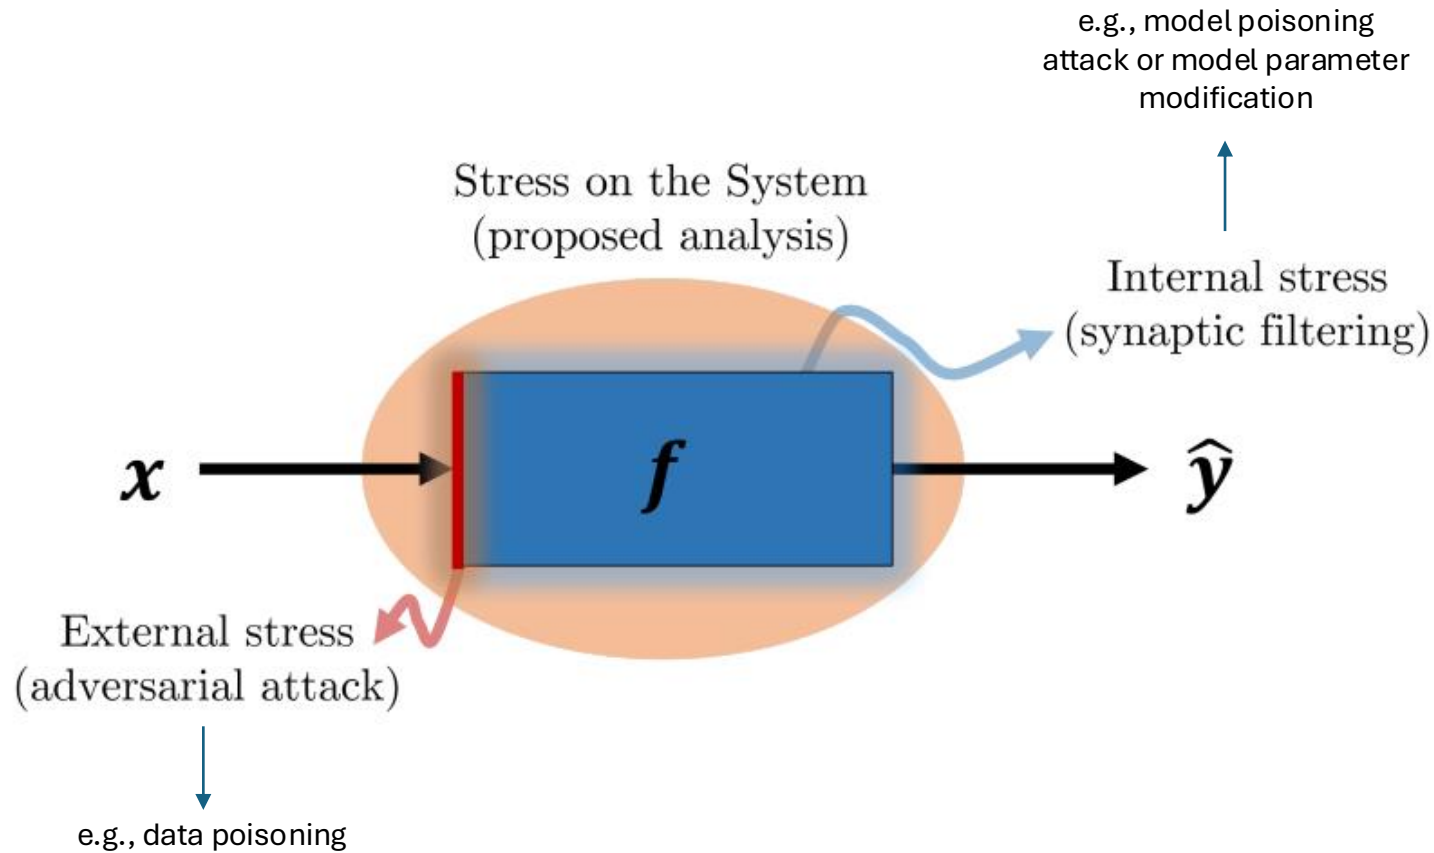 e.g., model poisoning
attack or model parameter
modification
Stress on the System
(proposed analysis)
Internal stress
(synaptic filtering)
x
f
ŷ
External stress
(adversarial attack)
e.g., data poisoning